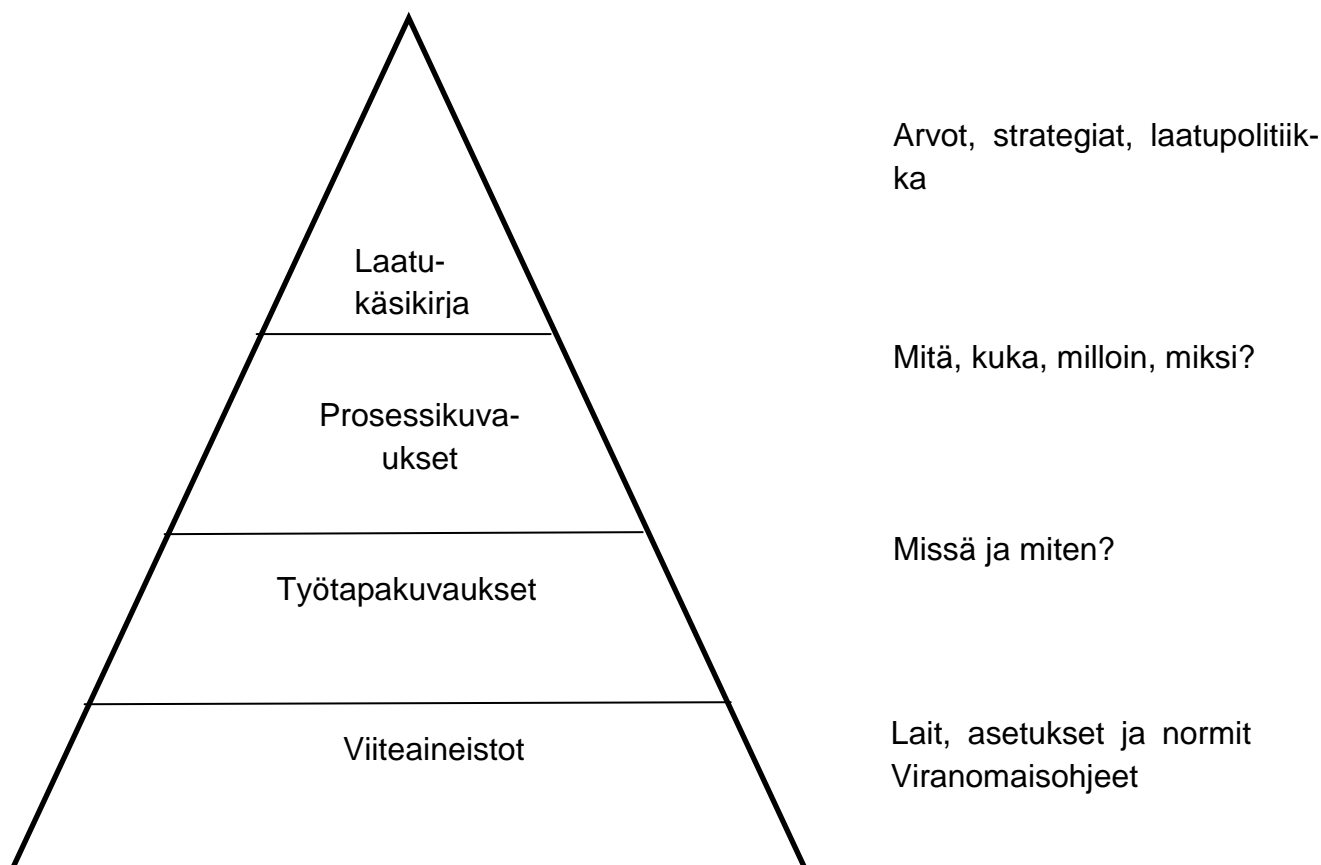 Arvot, strategiat, laatupolitiik-
ka
Laatu-
käsikirja
Mitä, kuka, milloin, miksi?
Prosessikuva-
ukset
Missä ja miten?
Työtapakuvaukset
Lait, asetukset ja normit
Viiteaineistot
Viranomaisohjeet